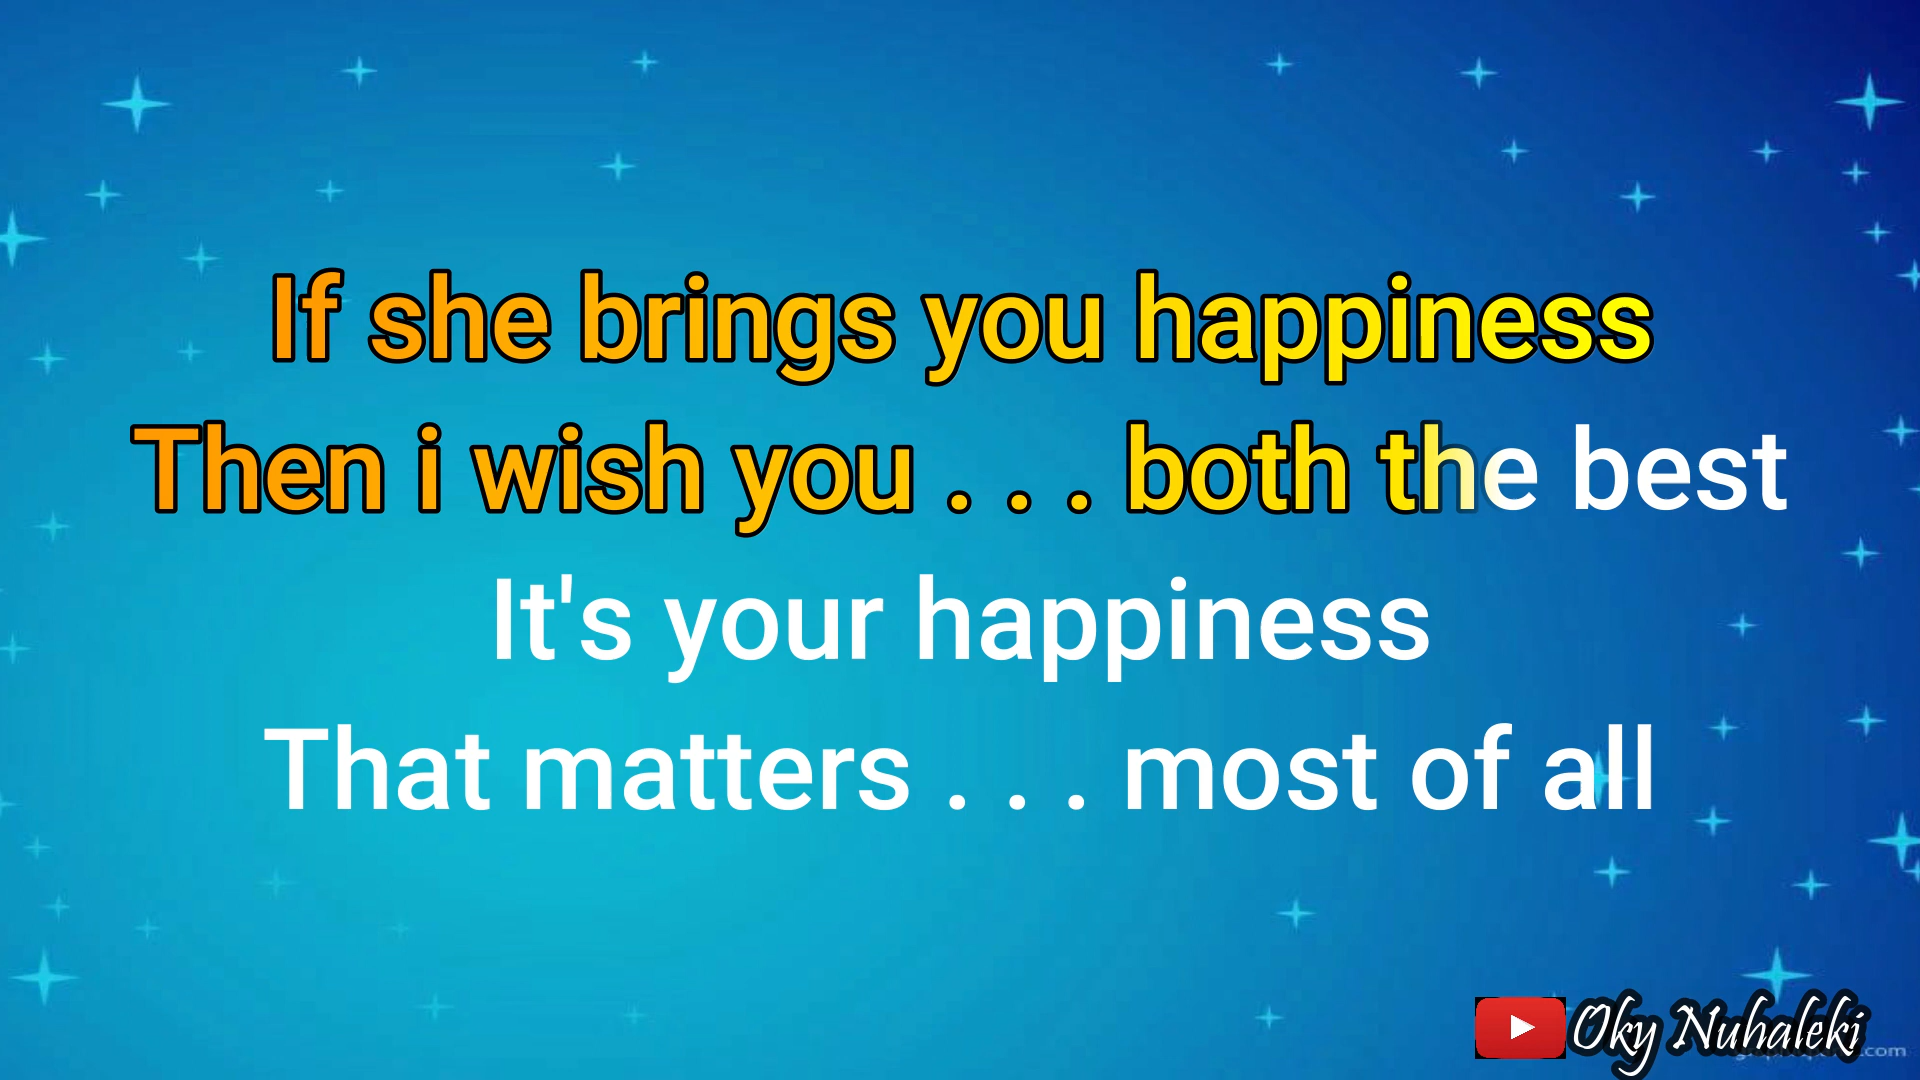 If she brings you happiness
Then i wish you . . . both the best
It's your happiness
That matters . . . most of all
Oky Nuhaleki
.com